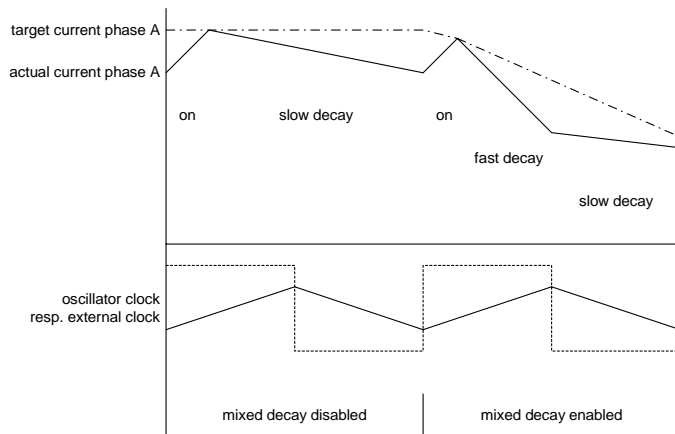 target current phase A
actual current phase A
on
slow decay
on
fast decay
slow decay
oscillator clock
resp. external clock
mixed decay disabled
mixed decay enabled